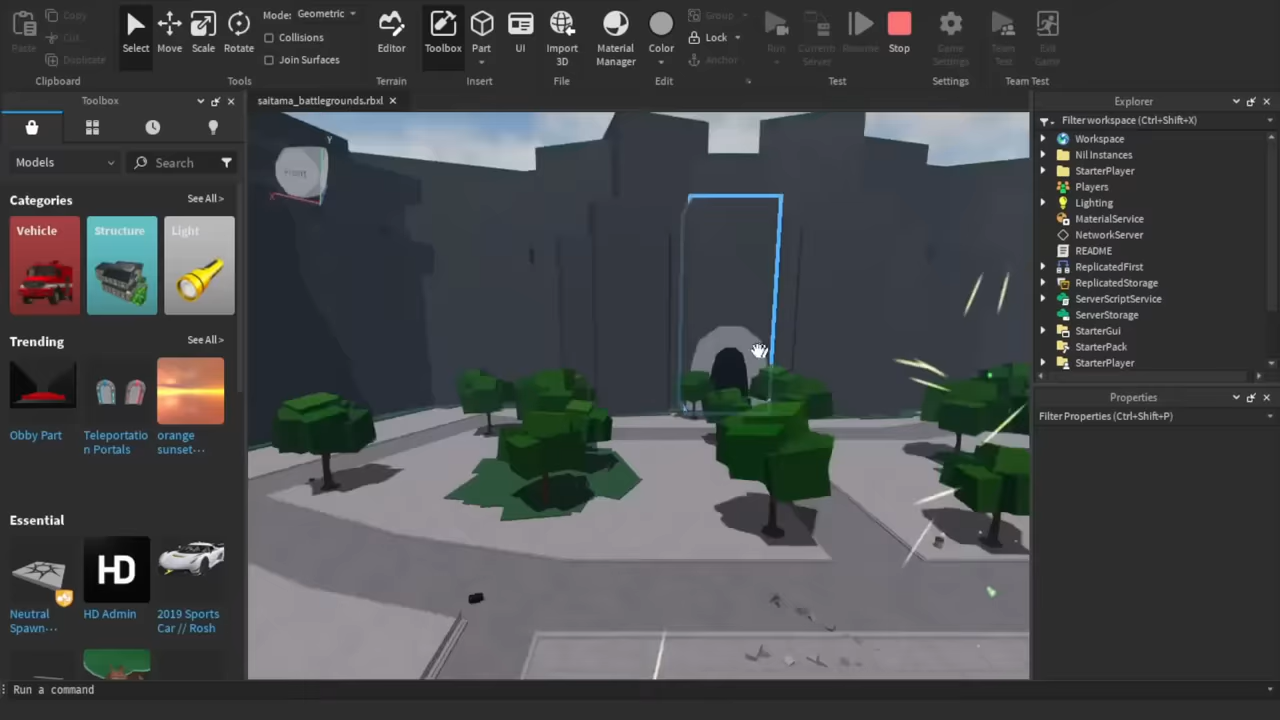 Paste
Copy
Cut
Duplicate
Clipboard
Select
Move
Scale
Rotate
Mode: Geometric
Collisions
Join Surfaces
Tools
Editor
Terrain
Toolbox
Part
UI
Insert
Import
3D
File
Material
Manager
Color
Group
Lock
Anchor
Edit
Run
Current
Server
Resume
Stop
Test
Game
Settings
Settings
Team
Test
Exit
Game
Team Test
Toolbox
Models
Search
Categories
See All >
Vehicle
Structure
Light
Trending
See All >
Obby Part
Teleportatio
n Portals
orange
sunset...
Essential
Neutral
Spawn...
HD
HD Admin
2019 Sports
Car // Rosh
saitama_battlegrounds.rbxl
Y
FRONT
X
Explorer
Filter workspace (Ctrl+Shift+X)
Workspace
Nil Instances
StarterPlayer
Players
Lighting
MaterialService
NetworkServer
README
ReplicatedFirst
ReplicatedStorage
ServerScriptService
ServerStorage
StarterGui
StarterPack
StarterPlayer
Properties
Filter Properties (Ctrl+Shift+P)
Run a command